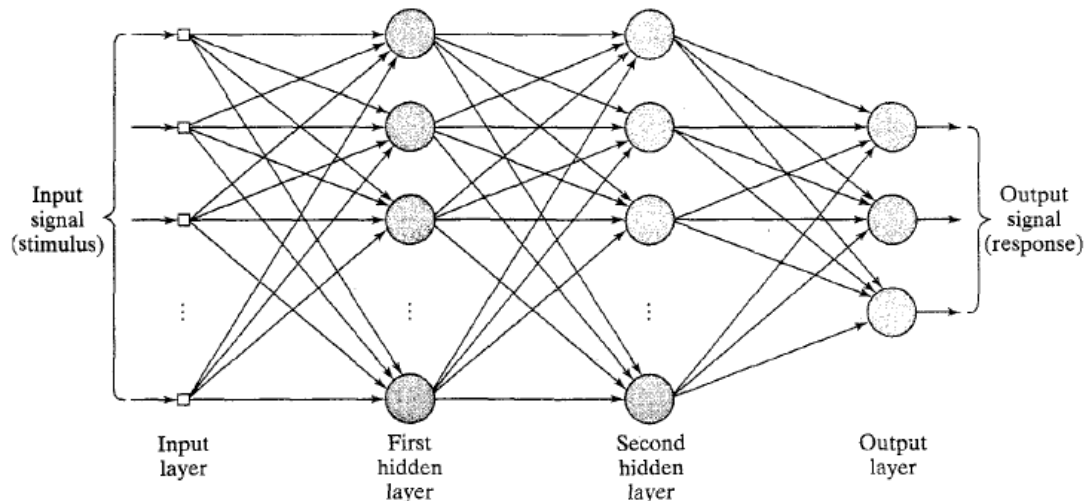 Input
signal
(stimulus)
Output
signal
(response)
Input
layer
First
hidden
layer
Second
hidden
layer
Output
layer